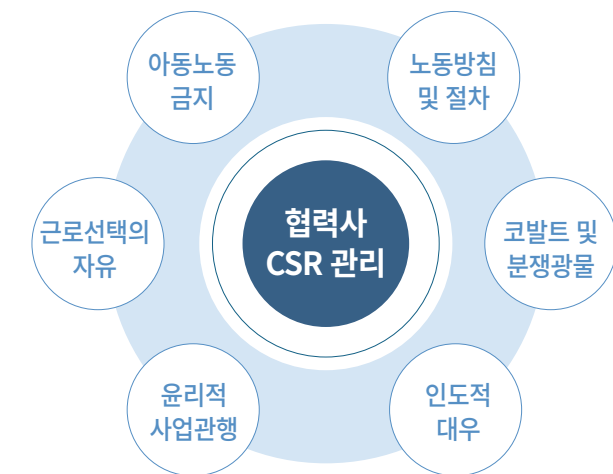 아동노동
금지
노동방침
및 절차
근로선택의
자유
협력사
CSR 관리
코발트 및
분쟁광물
윤리적
사업관행
인도적
대우